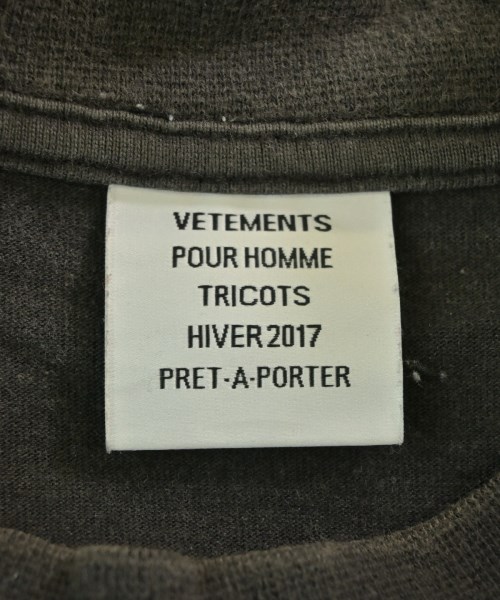 VETEMENTS
POUR HOMME
TRICOTS
HIVER 2017
PRET-A-PORTER